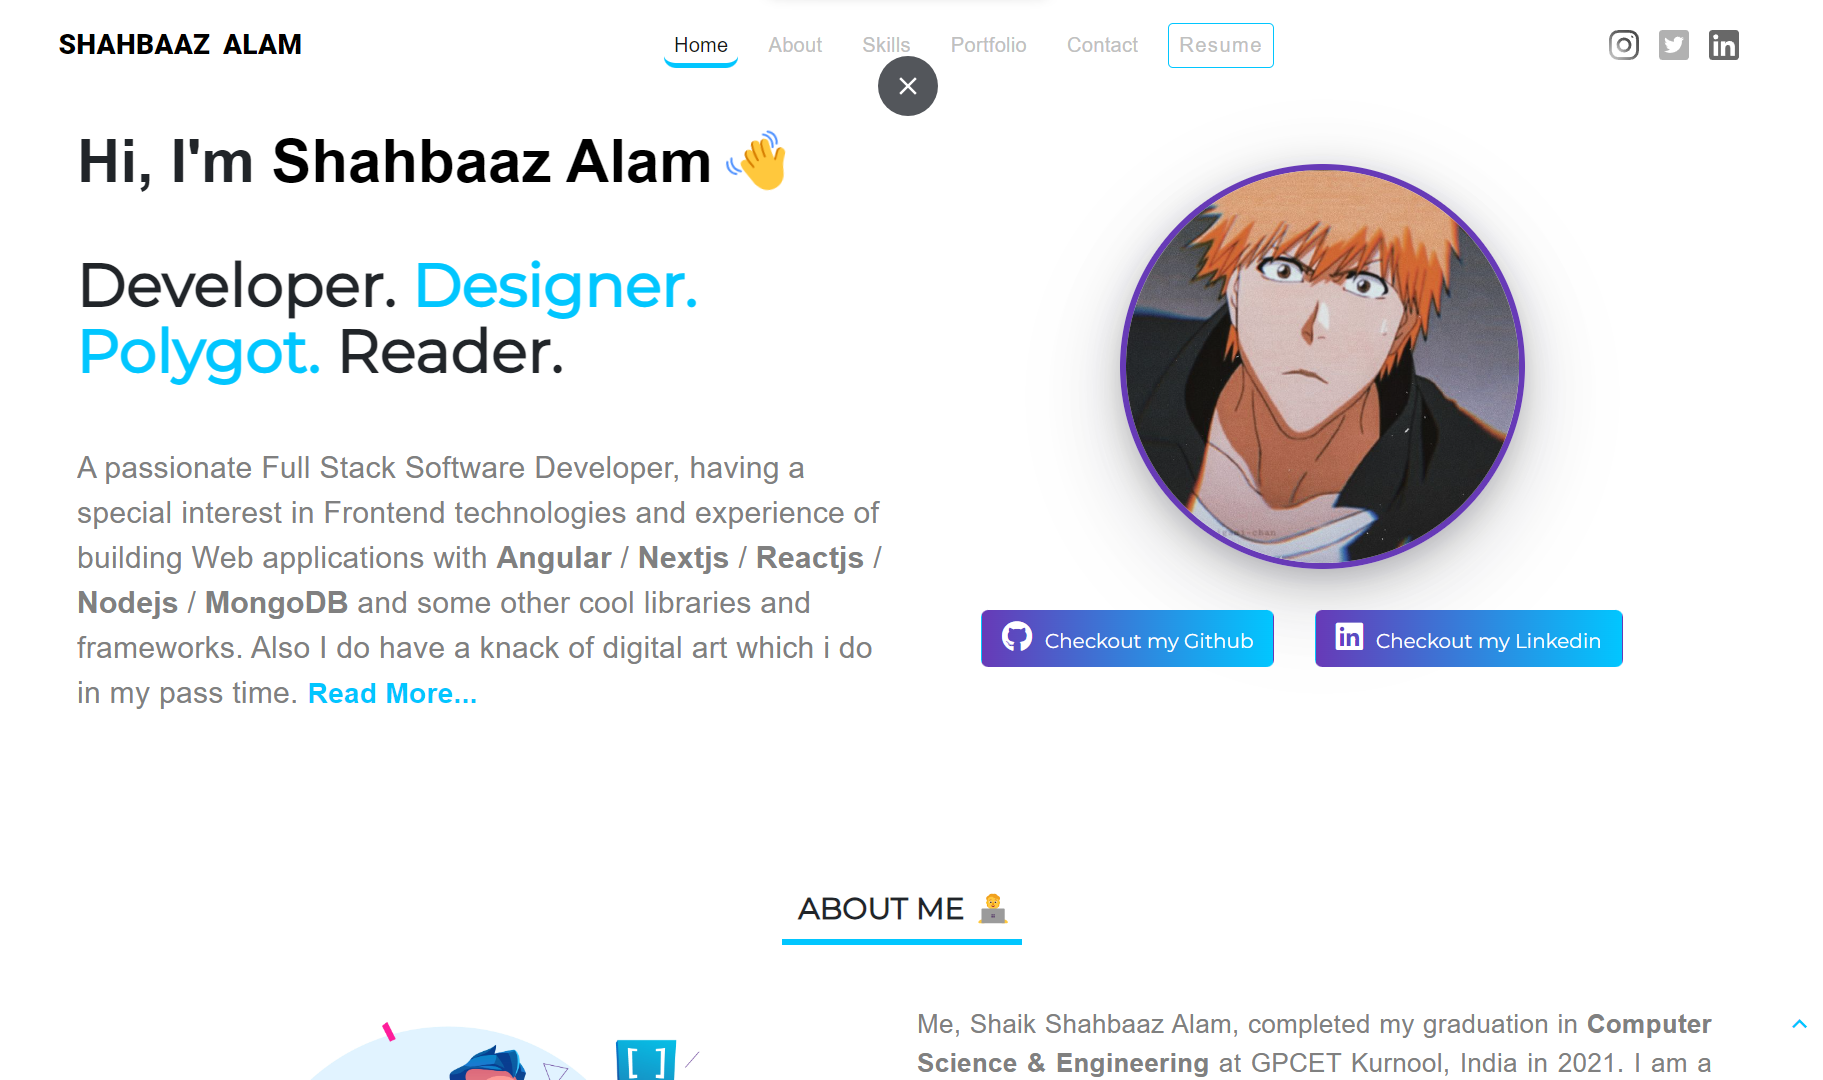 SHAHBAAZ ALAM
Home About Skills Portfolio Contact Resume
Hi, I'm Shahbaaz Alam
Developer. Designer.
Polygot. Reader.
A passionate Full Stack Software Developer, having a
special interest in Frontend technologies and experience of
building Web applications with Angular / Nextjs / Reactjs /
Nodejs / MongoDB and some other cool libraries and
frameworks. Also I do have a knack of digital art which i do
in my pass time. Read More...
Checkout my Github
Checkout my Linkedin
ABOUT ME
Me, Shaik Shahbaaz Alam, completed my graduation in Computer
Science & Engineering at GPCET Kurnool, India in 2021. I am a